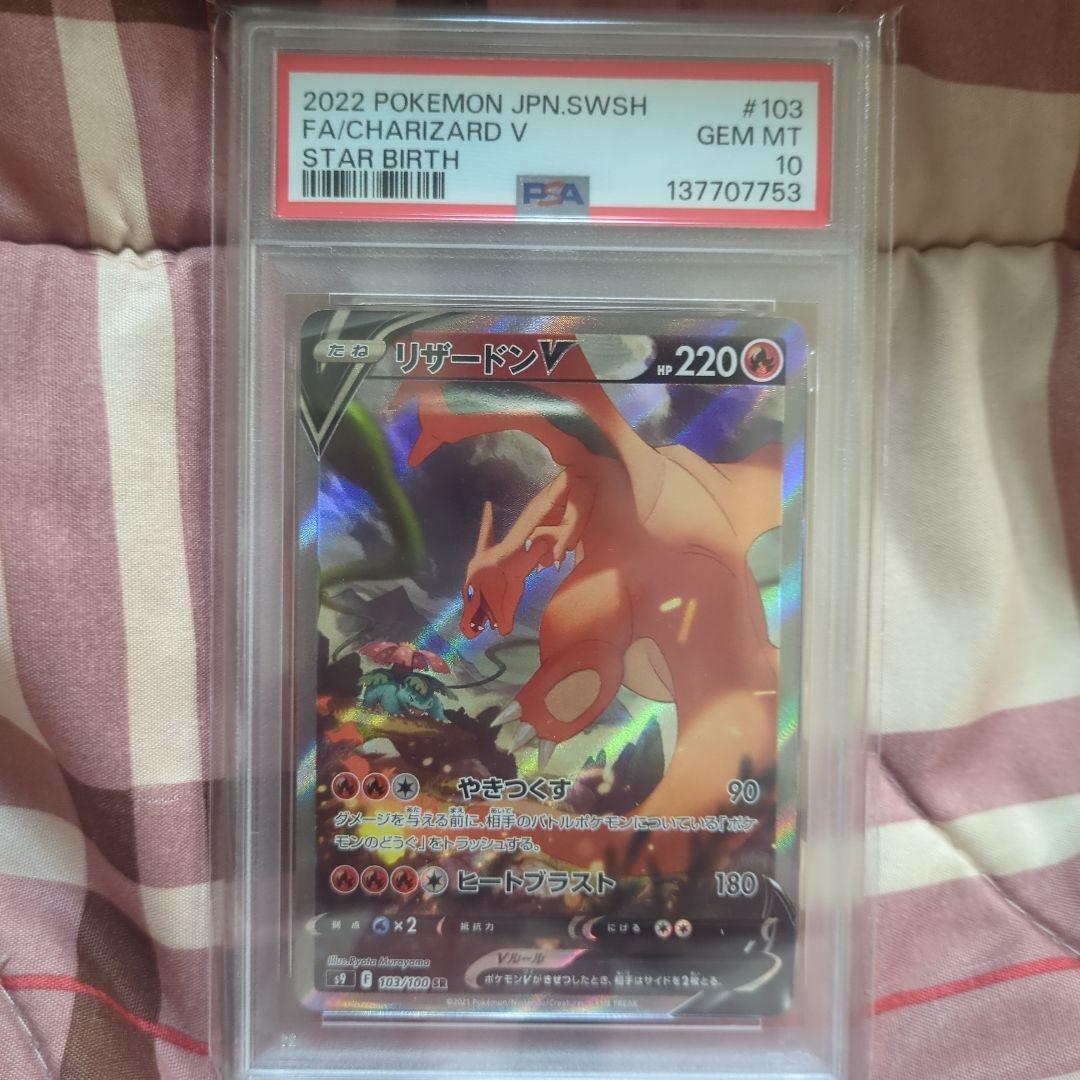 2022 POKEMON JPN.SWSH #103
FA/CHARIZARD V GEM MT
STAR BIRTH 10
PSA 137707753
たね リザードンV HP 220
やきつくす 90
ダメージを与える前に、相手のバトルポケモンについている「ポケ
モンのどうぐ」をトラッシュする。
ヒートブラスト 180
弱点 ×2 抵抗力 にげる
Illus.Ryota Murayama
Vルール
s9 F 103/100 SR ポケモンVがきぜつしたとき、相手はサイドを2枚とる。
©2021 Pokémon/Nintendo/Creatures/GAME FREAK.